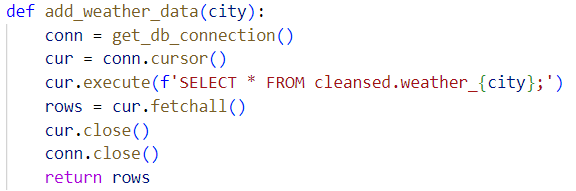 def add_weather_data(city):
    conn = get_db_connection()
    cur = conn.cursor()
    cur.execute(f'SELECT * FROM cleansed.weather_{city};')
    rows = cur.fetchall()
    cur.close()
    conn.close()
    return rows